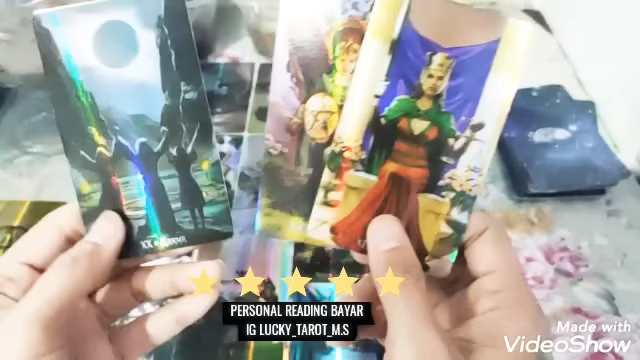 PERSONAL READING BAYAR
IG LUCKY_TAROT_M.S
Made with
VideoShow